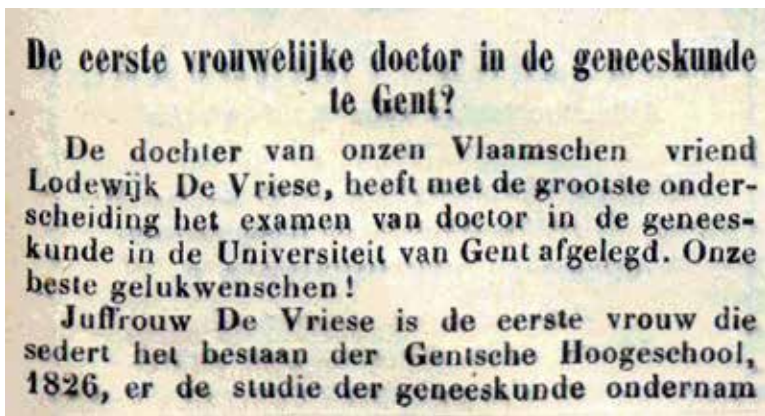 De eerste vrouwelijke doctor in de geneeskunde
te Gent?
De dochter van onzen Vlaamschen vriend
Lodewijk De Vriese, heeft met de grootste onder-
scheiding het examen van doctor in de genees-
kunde in de Universiteit van Gent afgelegd. Onze
beste gelukwenschen!
Juffrouw De Vriese is de eerste vrouw die
sedert het bestaan der Gentsche Hoogeschool,
1826, er de studie der geneeskunde ondernam